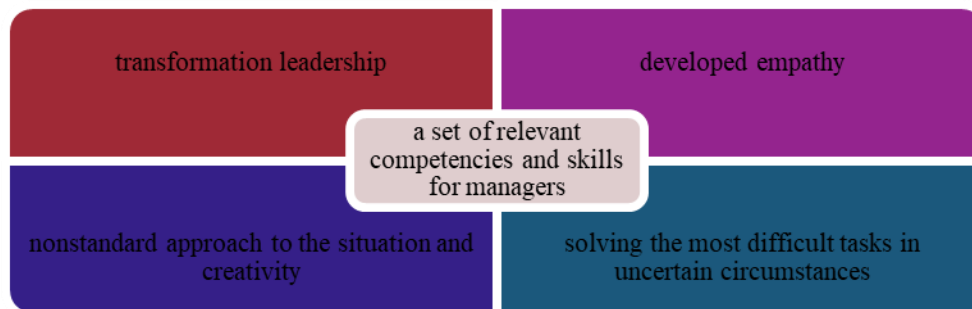 transformation leadership
developed empathy
a set of relevant
competencies and skills
for managers
nonstandard approach to the situation and
creativity
solving the most difficult tasks in
uncertain circumstances